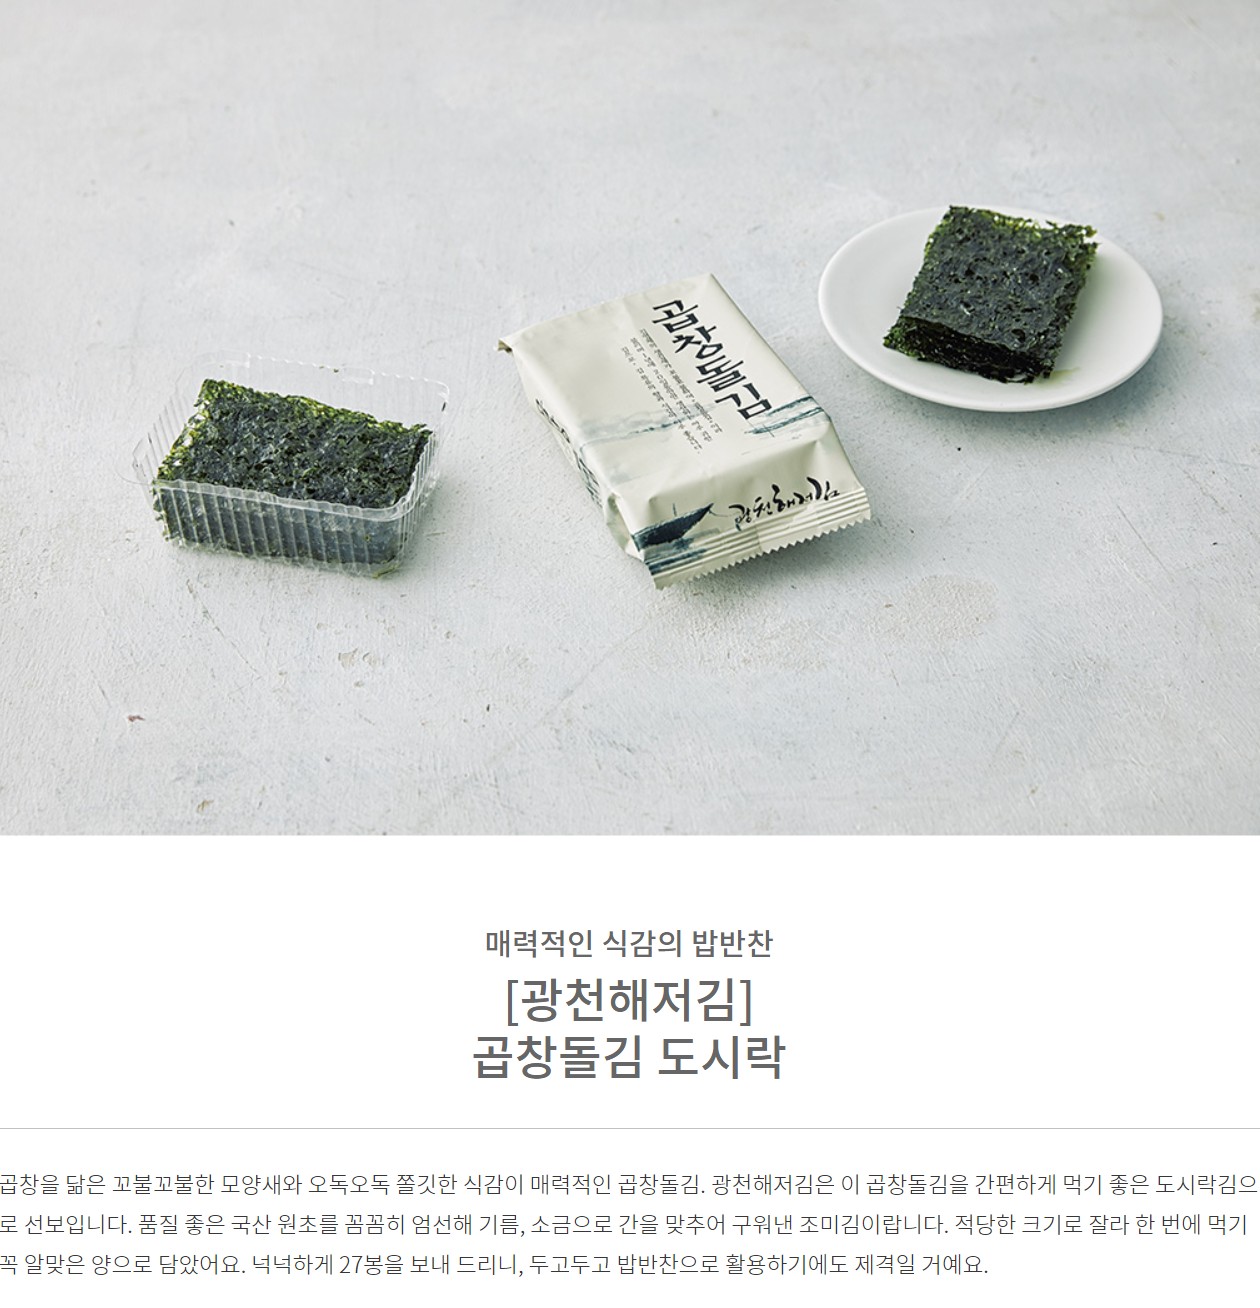 곱창돌김
광천해저김
매력적인 식감의 밥반찬
[광천해저김]
곱창돌김 도시락
곱창을 닮은 꼬불꼬불한 모양새와 오독오독 쫄깃한 식감이 매력적인 곱창돌김. 광천해저김은 이 곱창돌김을 간편하게 먹기 좋은 도시락김으
로 선보입니다. 품질 좋은 국산 원초를 꼼꼼히 엄선해 기름, 소금으로 간을 맞추어 구워낸 조미김이랍니다. 적당한 크기로 잘라 한 번에 먹기
꼭 알맞은 양으로 담았어요. 넉넉하게 27봉을 보내 드리니, 두고두고 밥반찬으로 활용하기에도 제격일 거예요.